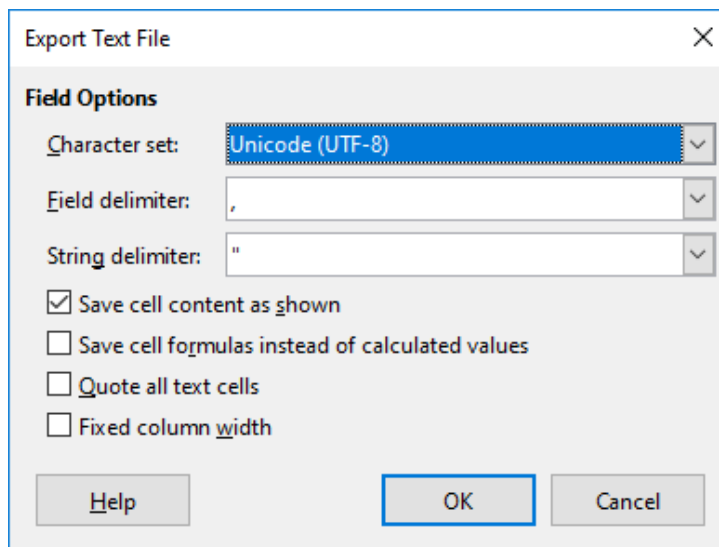 Export Text File
Field Options
Character set: Unicode (UTF-8)
Field delimiter: ,
String delimiter: "
Save cell content as shown
Save cell formulas instead of calculated values
Quote all text cells
Fixed column width
Help OK Cancel